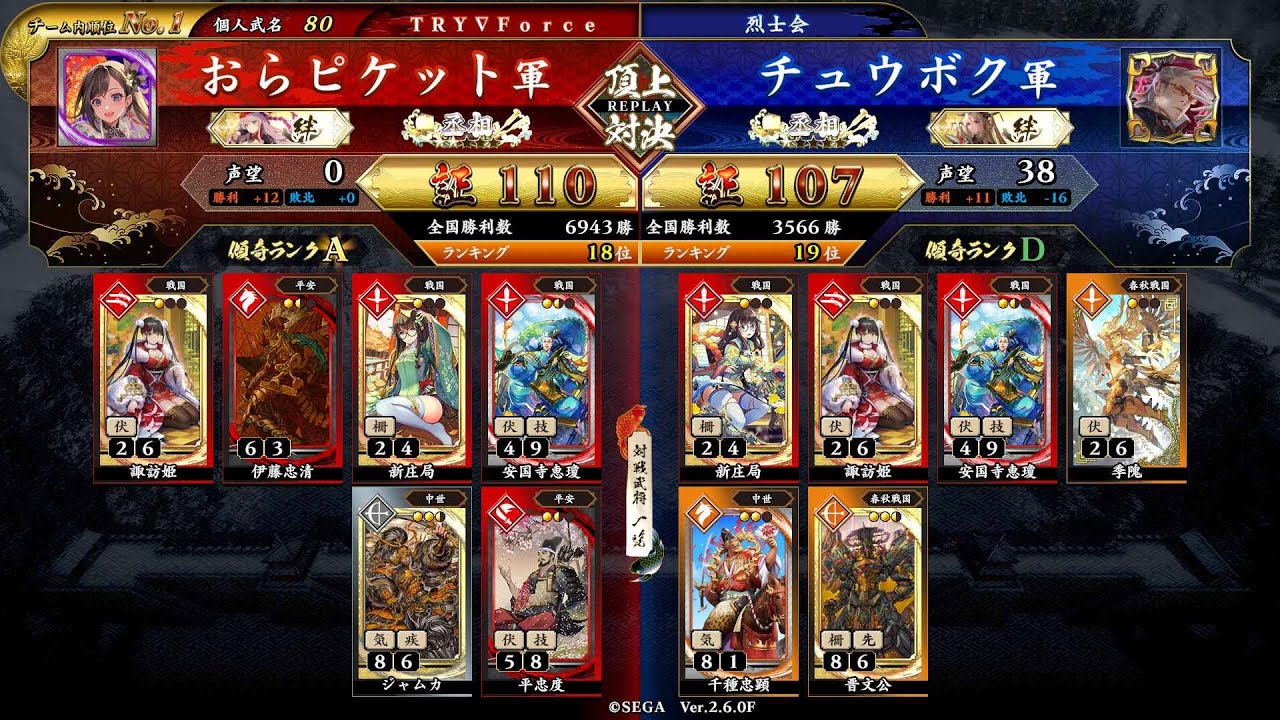 チーム内順位 No.1
個人武名 80
TRY∇Force
烈士会
おらピケット軍
頂上
REPLAY
対決
チュウボク軍
絆
丞相
丞相
絆
声望 0
勝利 +12 敗北 +0
証 110
証 107
声望 38
勝利 +11 敗北 -16
全国勝利数 6943勝
全国勝利数 3566勝
傾奇ランクA
ランキング 18位
ランキング 19位
傾奇ランクD
戦国
伏
2 6
諏訪姫
平安
6 3
伊藤忠清
戦国
柵
2 4
新庄局
戦国
伏 技
4 9
安国寺恵瓊
戦国
柵
2 4
新庄局
戦国
伏
2 6
諏訪姫
戦国
伏 技
4 9
安国寺恵瓊
春秋戦国
伏
2 6
季隗
対戦武将一覧
中世
気 疾
8 6
ジャムカ
平安
伏 技
5 8
平忠度
中世
気
8 1
千種忠顕
春秋戦国
柵 先
8 6
晋文公
©SEGA Ver.2.6.0F